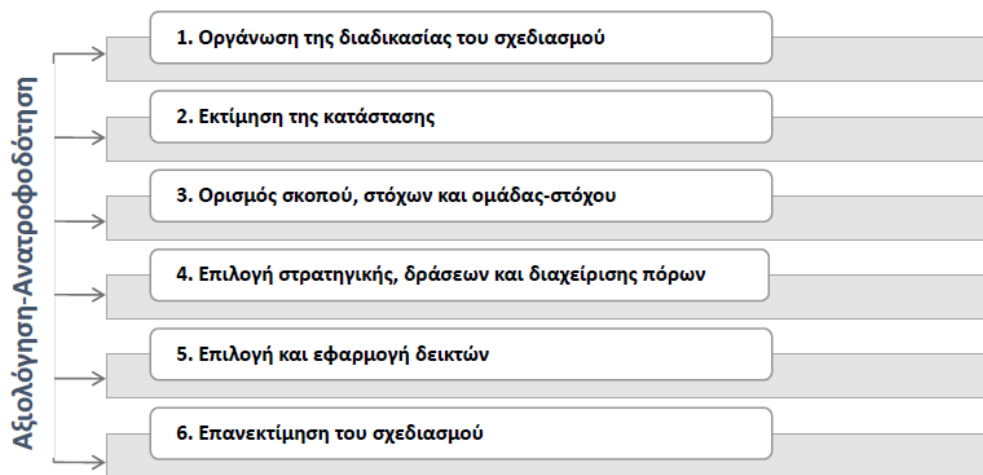 Αξιολόγηση-Ανατροφοδότηση
1. Οργάνωση της διαδικασίας του σχεδιασμού
2. Εκτίμηση της κατάστασης
3. Ορισμός σκοπού, στόχων και ομάδας-στόχου
4. Επιλογή στρατηγικής, δράσεων και διαχείρισης πόρων
5. Επιλογή και εφαρμογή δεικτών
6. Επανεκτίμηση του σχεδιασμού